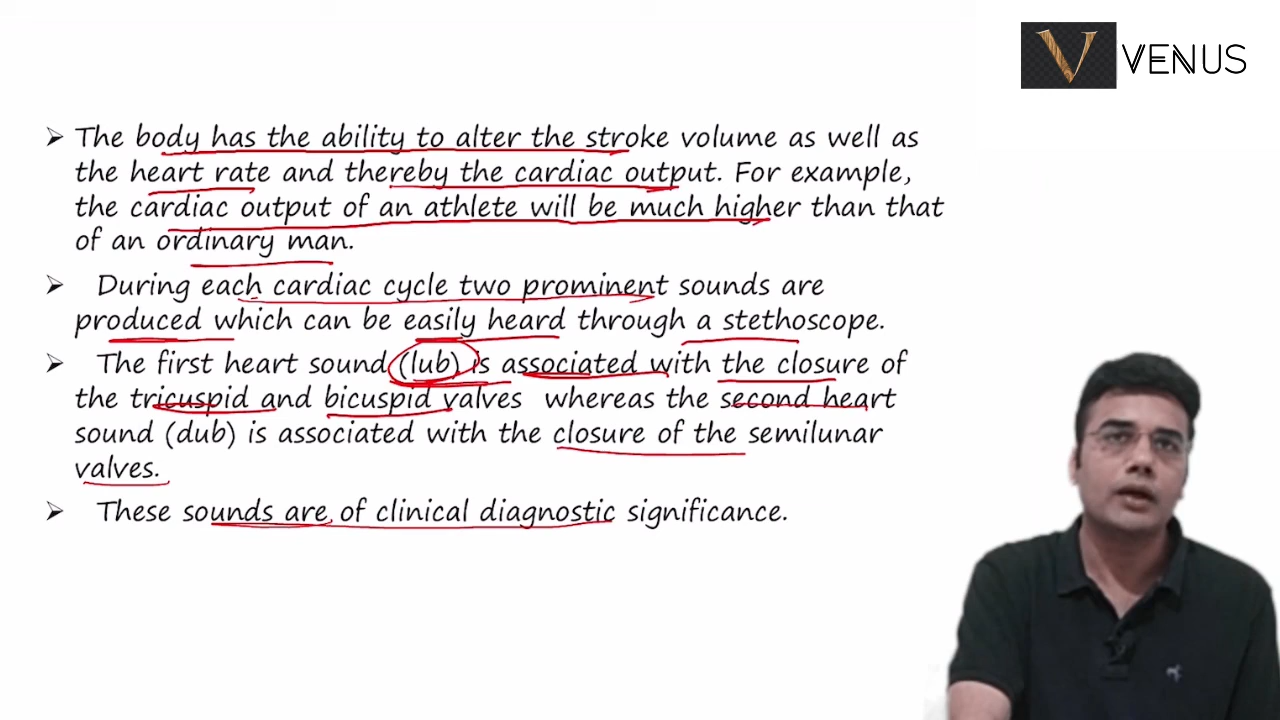 V VENUS
➢ The body has the ability to alter the stroke volume as well as
the heart rate and thereby the cardiac output. For example,
the cardiac output of an athlete will be much higher than that
of an ordinary man.
➢ During each cardiac cycle two prominent sounds are
produced which can be easily heard through a stethoscope.
➢ The first heart sound (lub) is associated with the closure of
the tricuspid and bicuspid valves whereas the second heart
sound (dub) is associated with the closure of the semilunar
valves.
➢ These sounds are of clinical diagnostic significance.